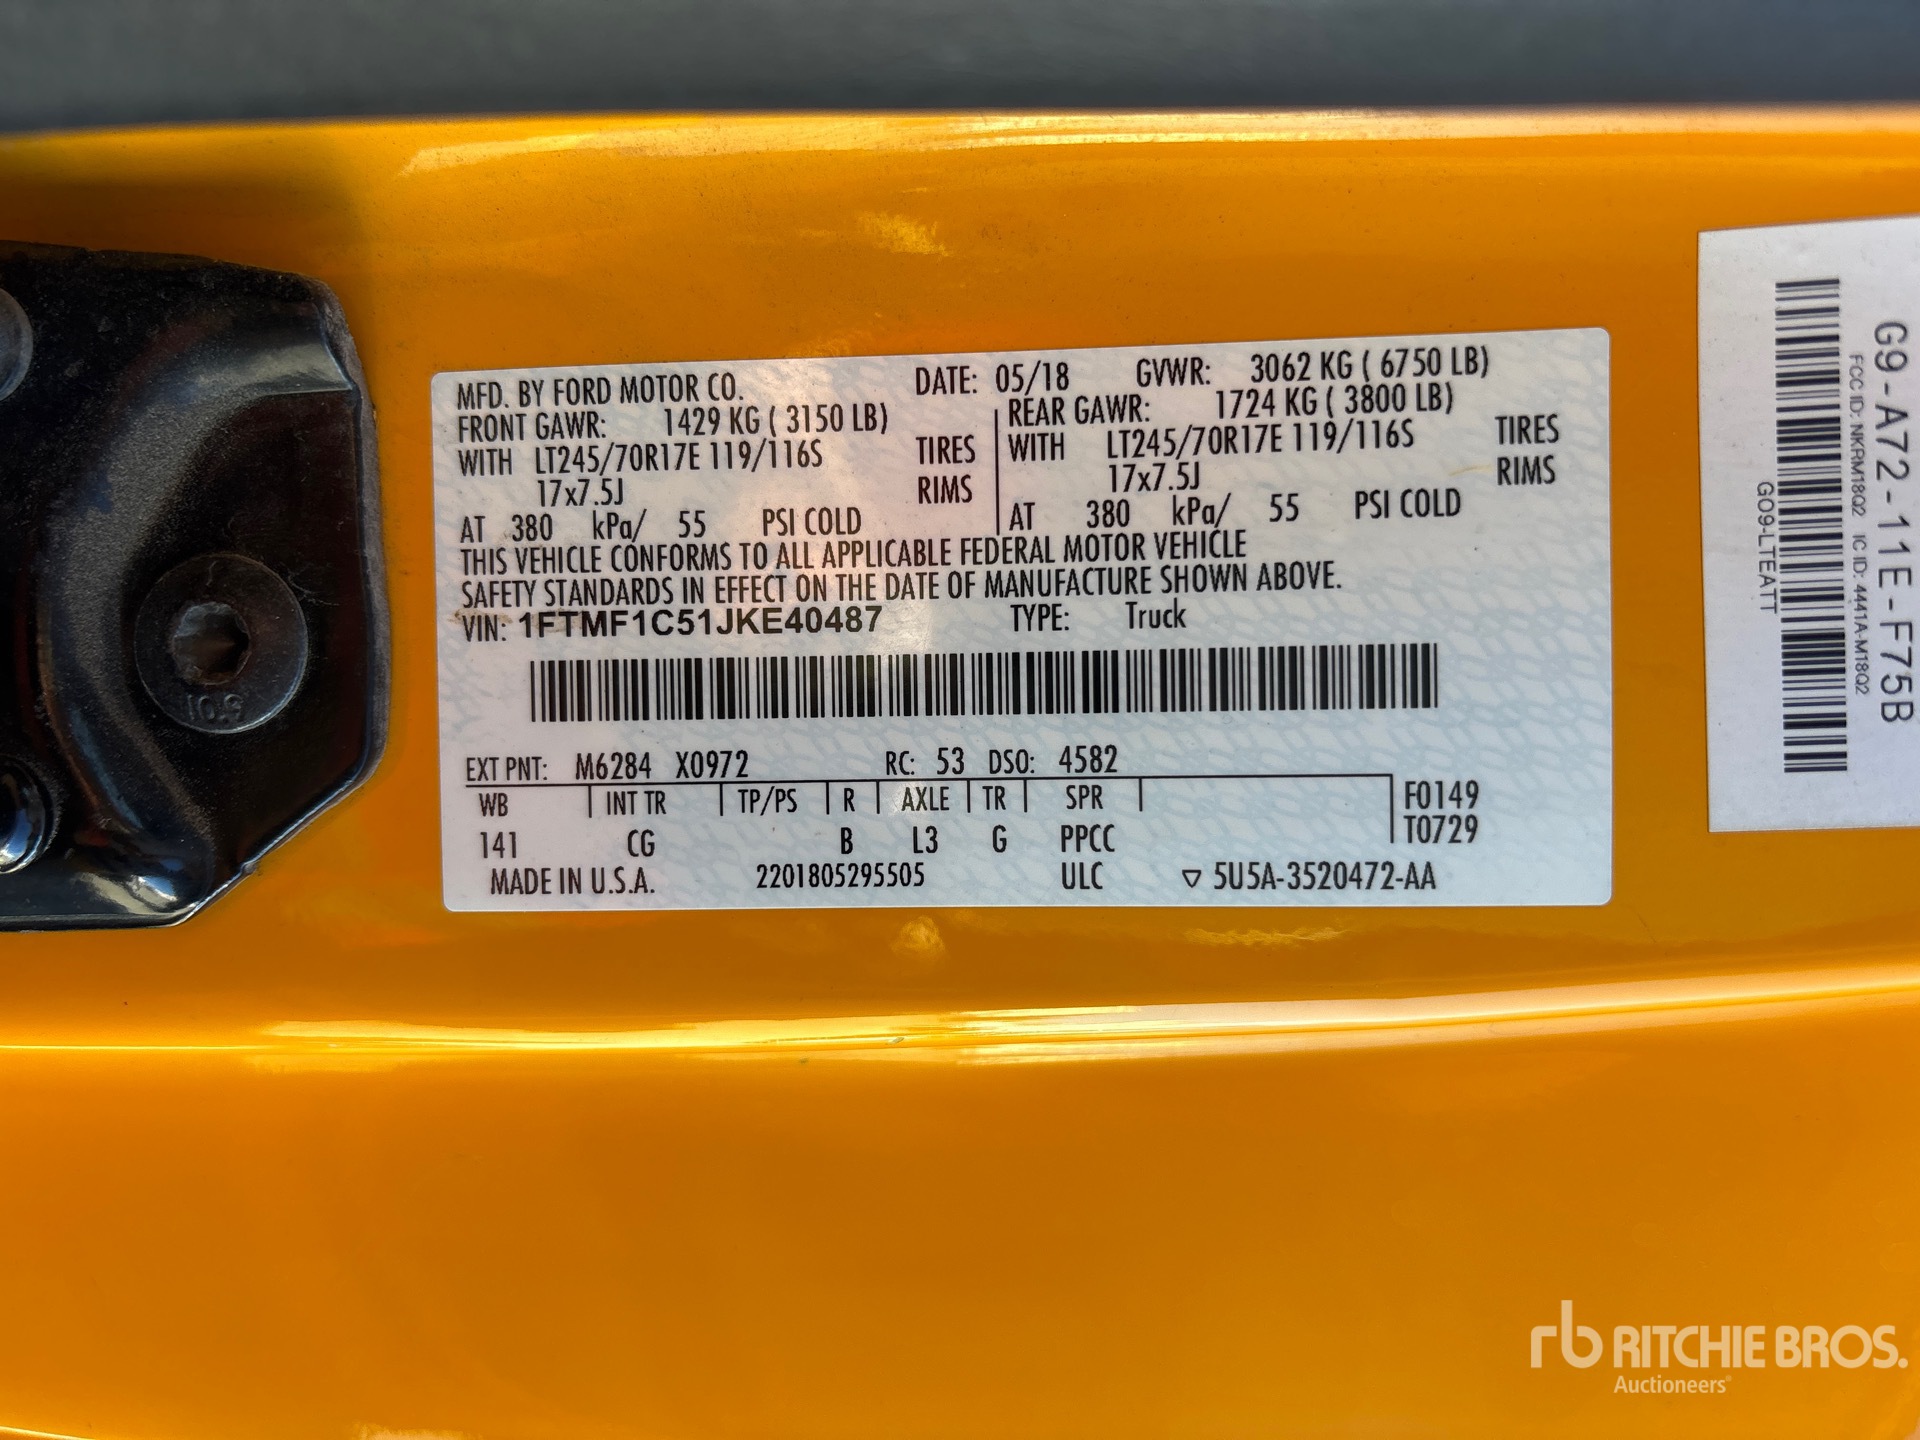 MFD. BY FORD MOTOR CO. DATE: 05/18 GVWR: 3062 KG ( 6750 LB)
FRONT GAWR: 1429 KG ( 3150 LB) REAR GAWR: 1724 KG ( 3800 LB)
WITH LT245/70R17E 119/116S TIRES WITH LT245/70R17E 119/116S TIRES
17x7.5J RIMS 17x7.5J RIMS
AT 380 kPa/ 55 PSI COLD AT 380 kPa/ 55 PSI COLD
THIS VEHICLE CONFORMS TO ALL APPLICABLE FEDERAL MOTOR VEHICLE
SAFETY STANDARDS IN EFFECT ON THE DATE OF MANUFACTURE SHOWN ABOVE.
VIN: 1FTMF1C51JKE40487 TYPE: Truck
EXT PNT: M6284 X0972 RC: 53 DSO: 4582
WB INT TR TP/PS R AXLE TR SPR F0149
141 CG B L3 G PPCC T0729
MADE IN U.S.A. 2201805295505 ULC ▽ 5U5A-3520472-AA
G9-A72-11E-F75B
FCC ID: NKRM18Q2 IC ID: 4441A-M18Q2
GO9-LTEATT
10.9
rb RITCHIE BROS.
Auctioneers